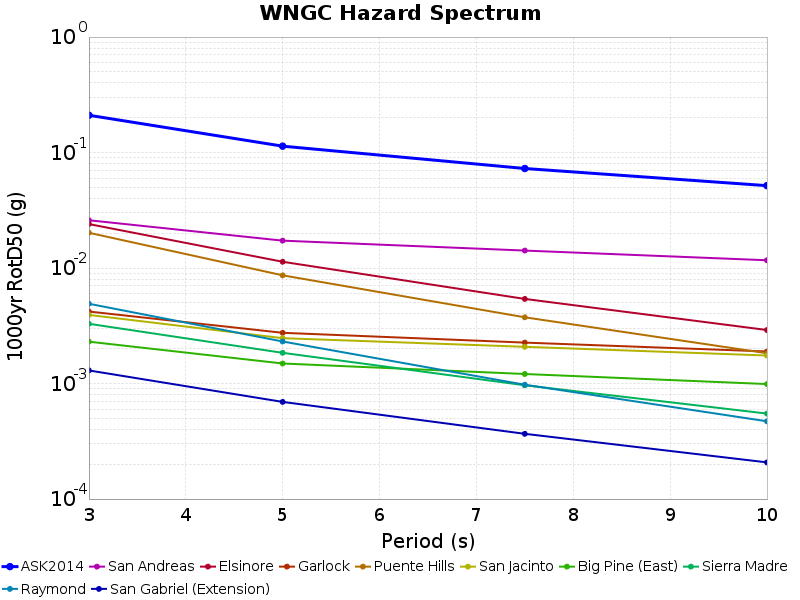 WNGC Hazard Spectrum
10^0
10^-1
10^-2
10^-3
10^-4
1000yr RotD50 (g)
3 4 5 6 7 8 9 10
Period (s)
ASK2014 San Andreas Elsinore Garlock Puente Hills San Jacinto Big Pine (East) Sierra Madre
Raymond San Gabriel (Extension)